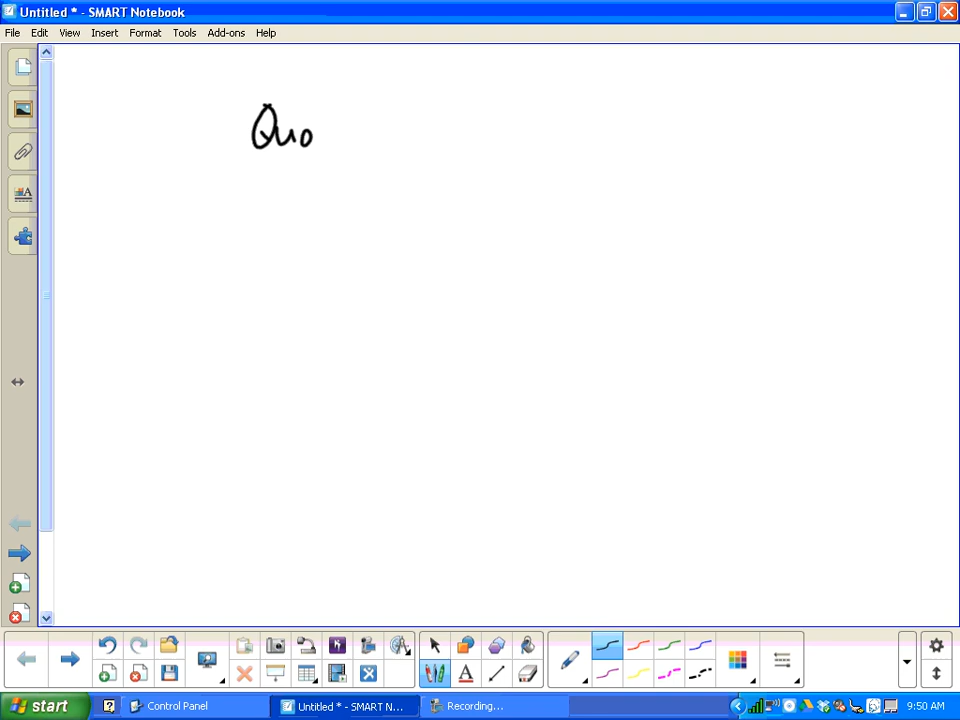 Untitled * - SMART Notebook
File Edit View Insert Format Tools Add-ons Help
Quo
start Control Panel Untitled * - SMART N... Recording... 9:50 AM